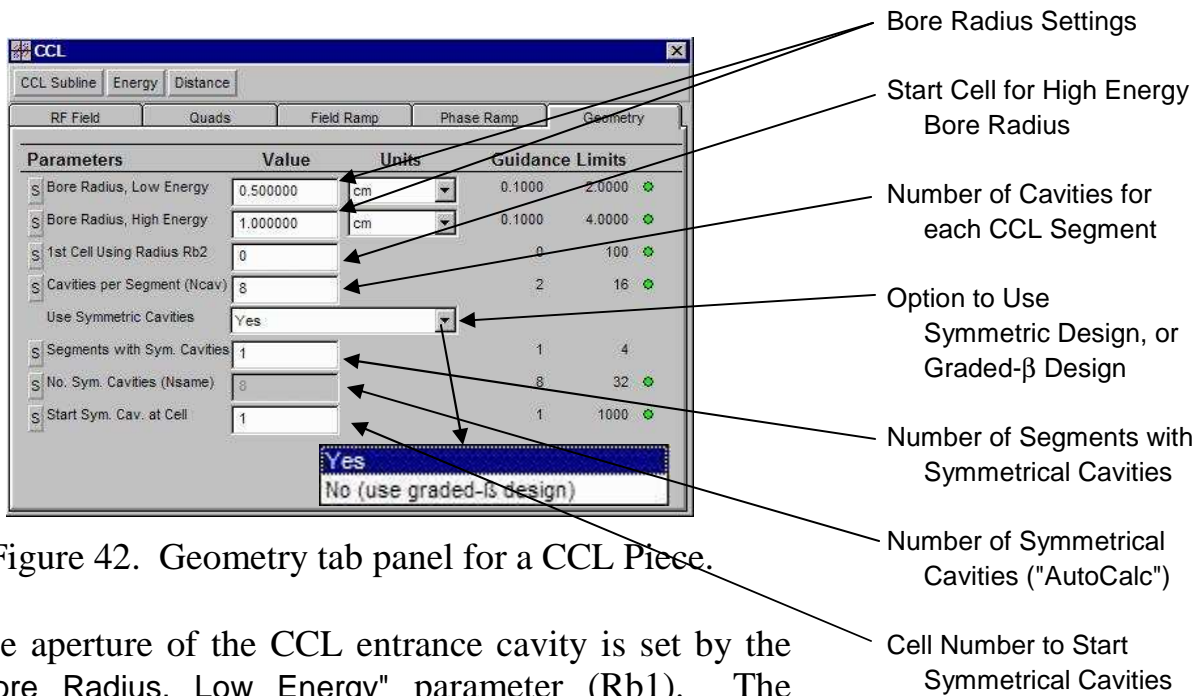 Bore Radius Settings
CCL
CCL Subline Energy Distance
RF Field Quads Field Ramp Phase Ramp Geometry
Parameters Value Units Guidance Limits
S Bore Radius, Low Energy 0.500000 cm 0.1000 2.0000
S Bore Radius, High Energy 1.000000 cm 0.1000 4.0000
S 1st Cell Using Radius Rb2 0 0 100
S Cavities per Segment (Ncav) 8 2 16
Use Symmetric Cavities Yes
S Segments with Sym. Cavities 1 1 4
S No. Sym. Cavities (Nsame) 8 8 32
S Start Sym. Cav. at Cell 1 1 1000
Yes
No (use graded-ß design)
Start Cell for High Energy
Bore Radius
Number of Cavities for
each CCL Segment
Option to Use
Symmetric Design, or
Graded-β Design
Number of Segments with
Symmetrical Cavities
Number of Symmetrical
Cavities ("AutoCalc")
Cell Number to Start
Symmetrical Cavities
Figure 42. Geometry tab panel for a CCL Piece.
e aperture of the CCL entrance cavity is set by the
ore Radius, Low Energy" parameter (Rb1). The